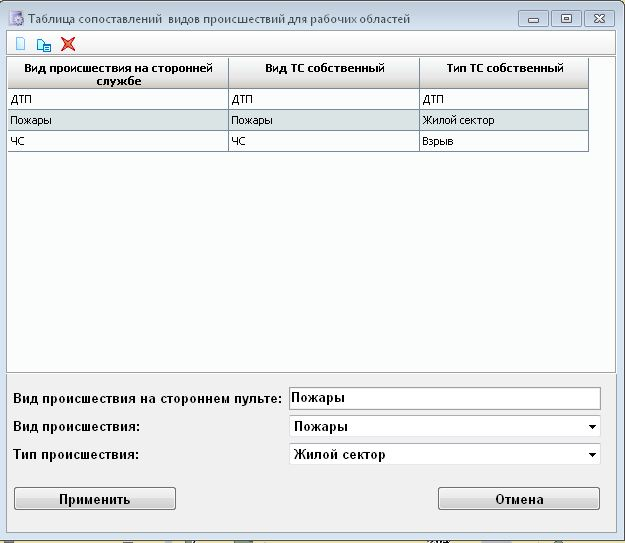 Таблица сопоставлений видов происшествий для рабочих областей
Вид происшествия на сторонней службе Вид ТС собственный Тип ТС собственный
ДТП ДТП ДТП
Пожары Пожары Жилой сектор
ЧС ЧС Взрыв
Вид происшествия на стороннем пульте: Пожары
Вид происшествия: Пожары
Тип происшествия: Жилой сектор
Применить Отмена